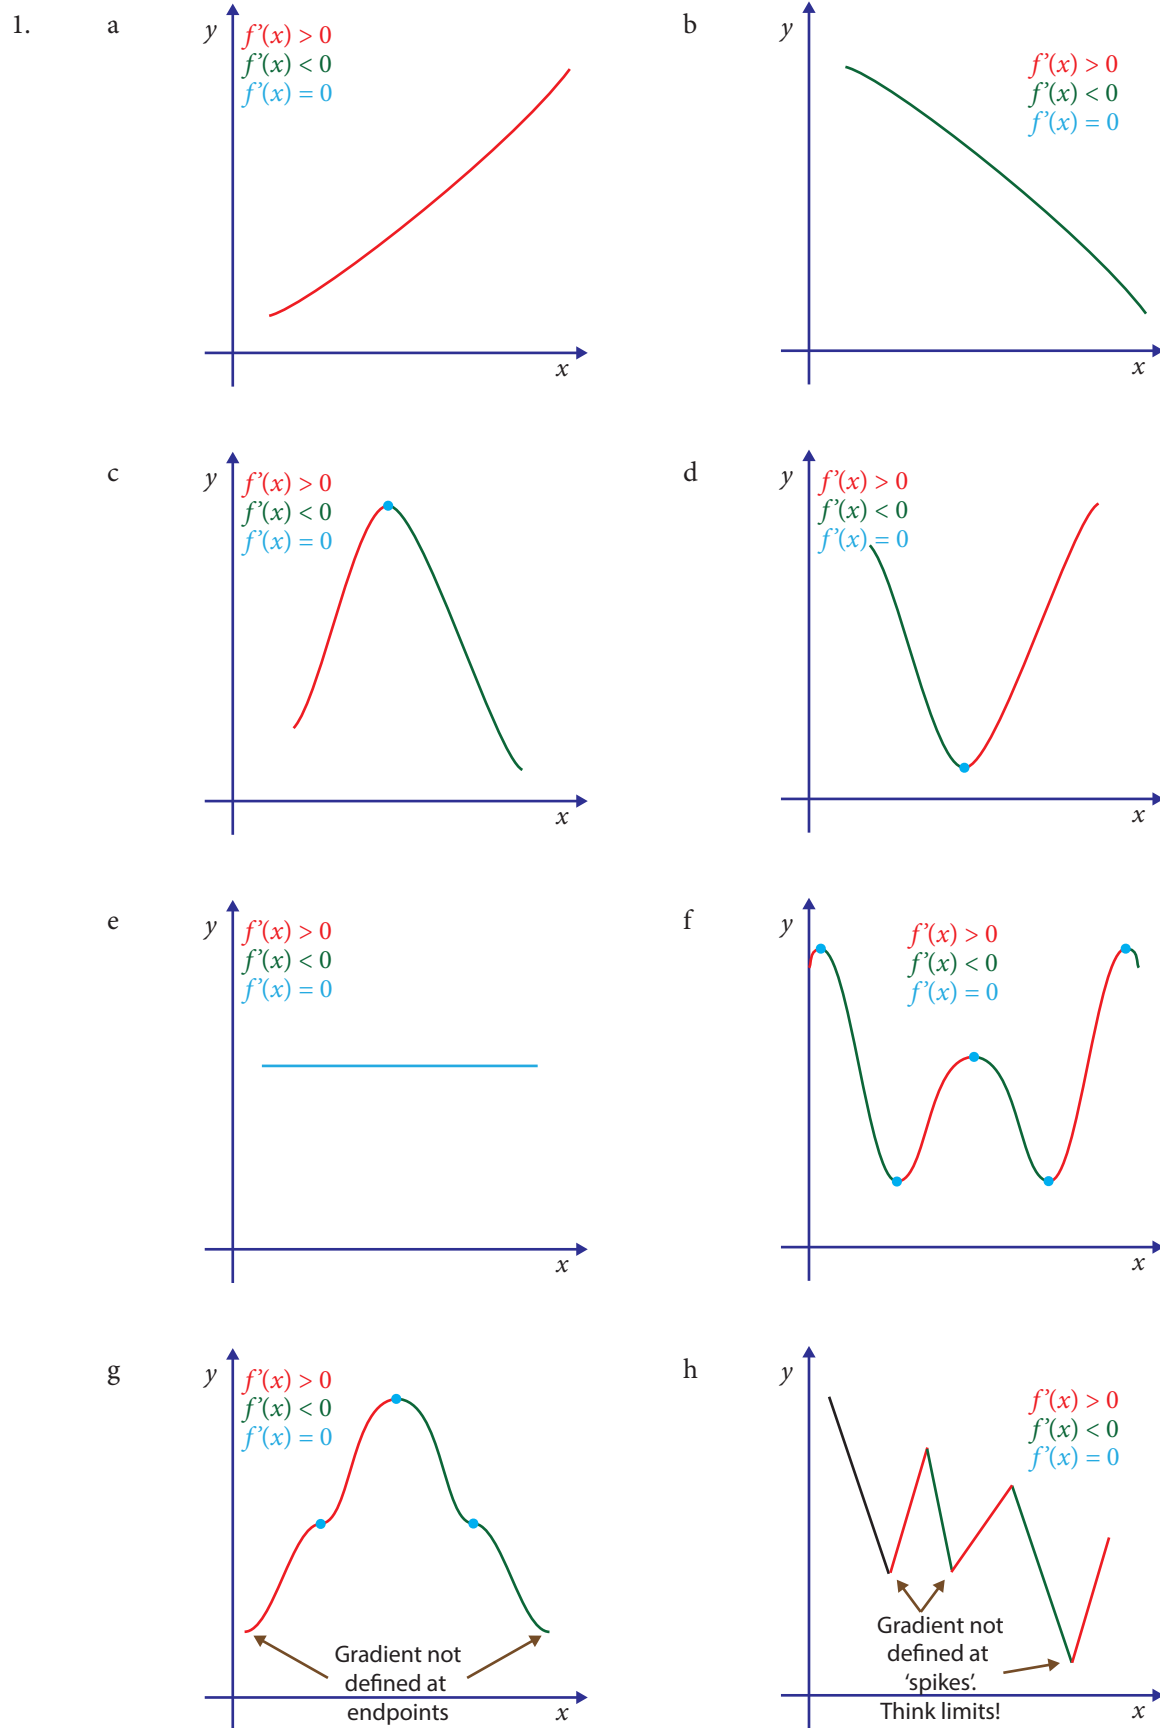 1.
a
y
f'(x) > 0
f'(x) < 0
f'(x) = 0
x
b
y
f'(x) > 0
f'(x) < 0
f'(x) = 0
x
c
y
f'(x) > 0
f'(x) < 0
f'(x) = 0
x
d
y
f'(x) > 0
f'(x) < 0
f'(x) = 0
x
e
y
f'(x) > 0
f'(x) < 0
f'(x) = 0
x
f
y
f'(x) > 0
f'(x) < 0
f'(x) = 0
x
g
y
f'(x) > 0
f'(x) < 0
f'(x) = 0
Gradient not
defined at
endpoints
x
h
y
f'(x) > 0
f'(x) < 0
f'(x) = 0
Gradient not
defined at
‘spikes’.
Think limits!
x